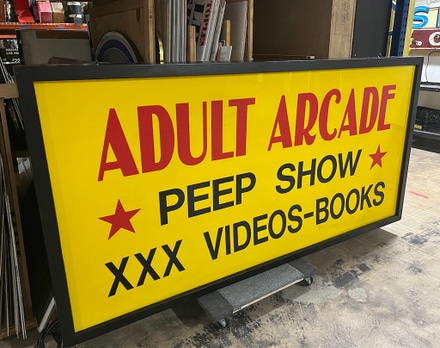 ADULT ARCADE
PEEP SHOW
XXX VIDEOS-BOOKS